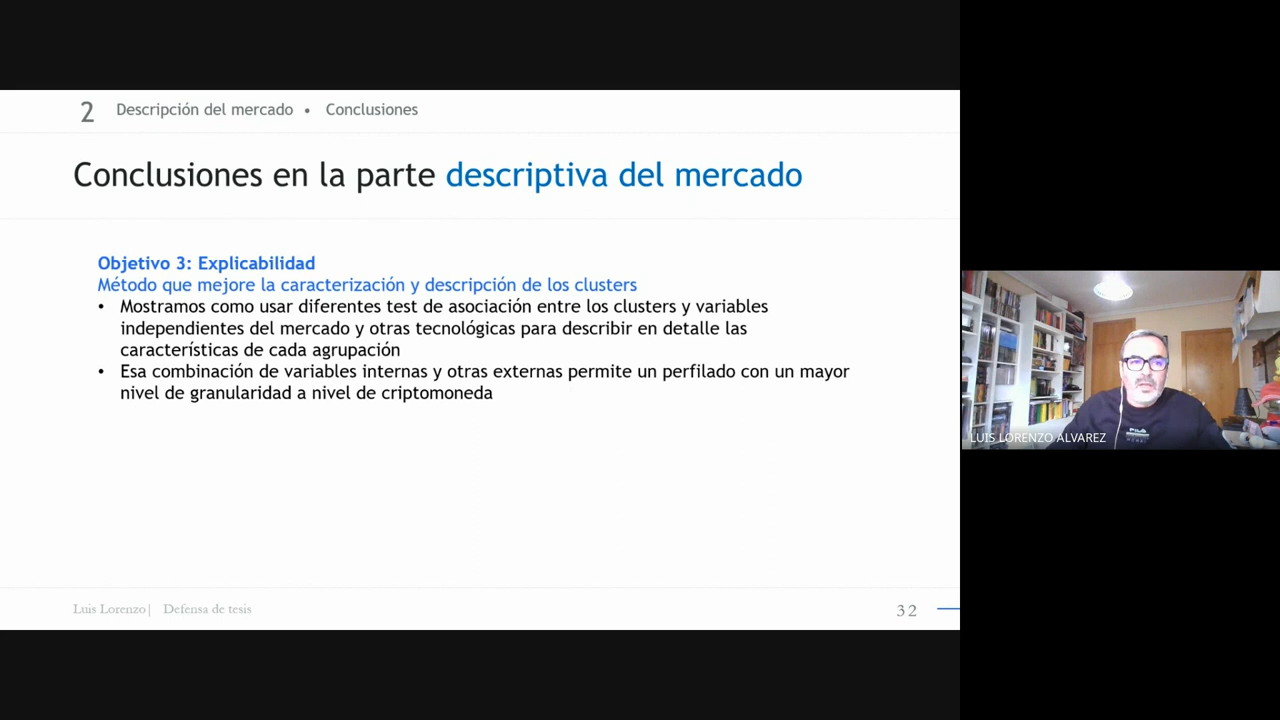 2 Descripción del mercado • Conclusiones
Conclusiones en la parte descriptiva del mercado
Objetivo 3: Explicabilidad
Método que mejore la caracterización y descripción de los clusters
• Mostramos como usar diferentes test de asociación entre los clusters y variables
independientes del mercado y otras tecnológicas para describir en detalle las
características de cada agrupación
• Esa combinación de variables internas y otras externas permite un perfilado con un mayor
nivel de granularidad a nivel de criptomoneda
Luis Lorenzo| Defensa de tesis
32
FILA
LUIS LORENZO ALVAREZ